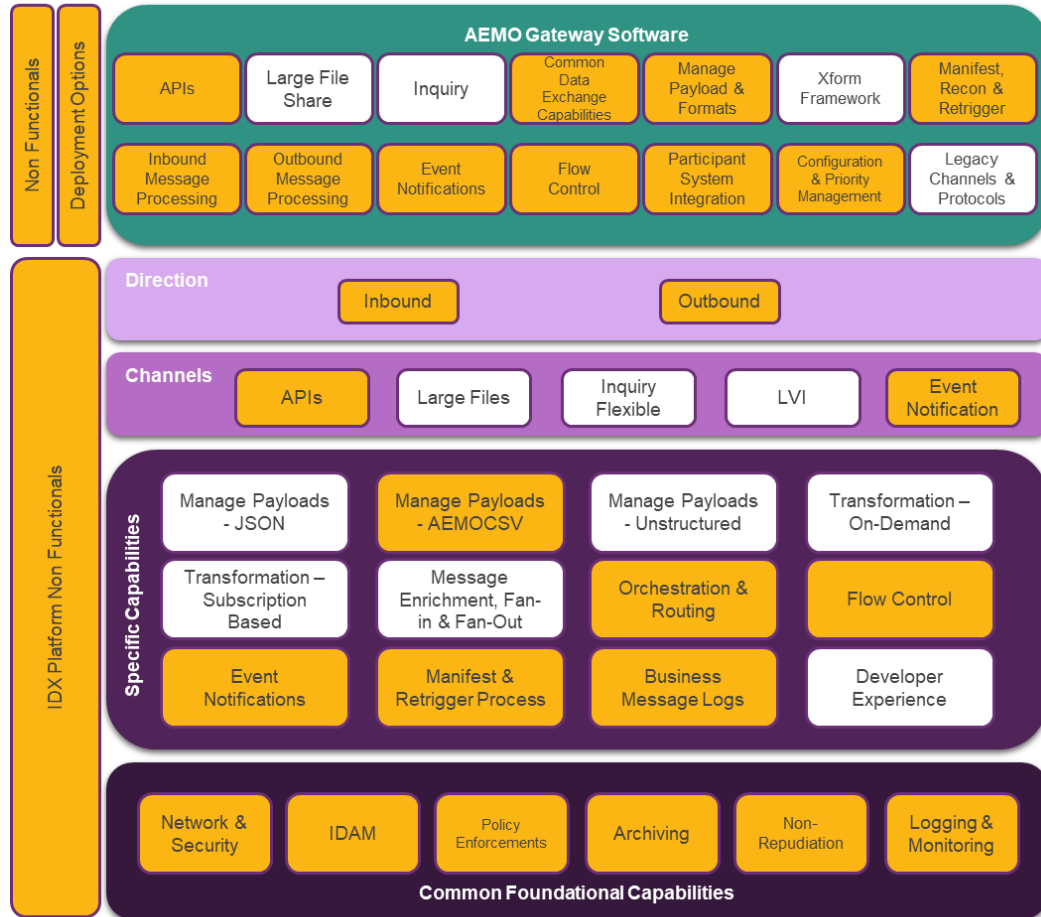 Non Functionals
Deployment Options
AEMO Gateway Software
APIs
Large File
Share
Inquiry
Common
Data
Exchange
Capabilities
Manage
Payload &
Formats
Xform
Framework
Manifest,
Recon &
Retrigger
Inbound
Message
Processing
Outbound
Message
Processing
Event
Notifications
Flow
Control
Participant
System
Integration
Configuration
& Priority
Management
Legacy
Channels &
Protocols
IDX Platform Non Functionals
Direction
Inbound
Outbound
Channels
APIs
Large Files
Inquiry
Flexible
LVI
Event
Notification
Specific Capabilities
Manage Payloads
- JSON
Manage Payloads
- AEMOCSV
Manage Payloads
- Unstructured
Transformation –
On-Demand
Transformation –
Subscription
Based
Message
Enrichment, Fan-
in & Fan-Out
Orchestration &
Routing
Flow Control
Event
Notifications
Manifest &
Retrigger Process
Business
Message Logs
Developer
Experience
Network &
Security
IDAM
Policy
Enforcements
Archiving
Non-
Repudiation
Logging &
Monitoring
Common Foundational Capabilities